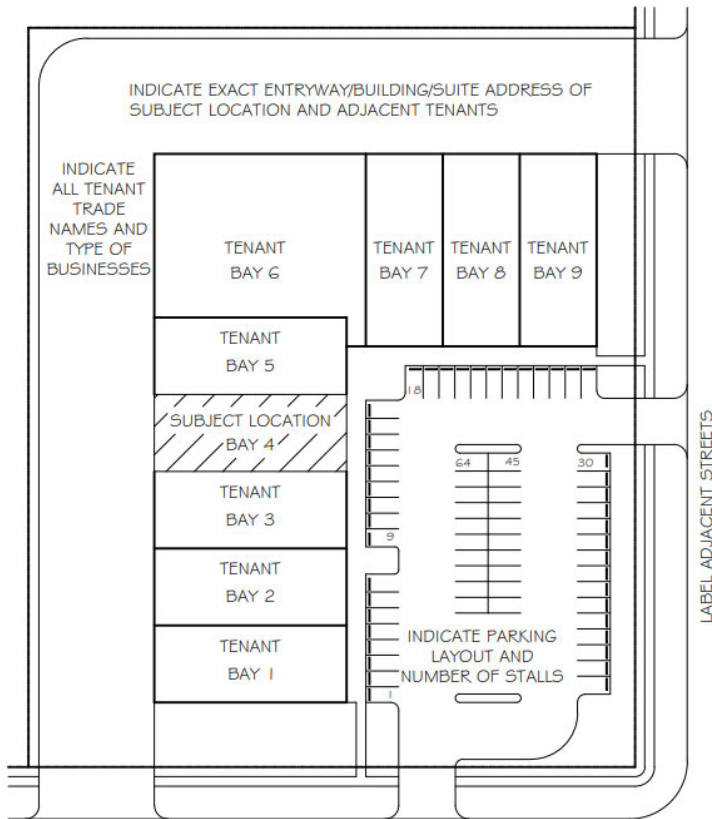 INDICATE EXACT ENTRYWAY/BUILDING/SUITE ADDRESS OF
SUBJECT LOCATION AND ADJACENT TENANTS
INDICATE
ALL TENANT
TRADE
NAMES AND
TYPE OF
BUSINESSES
TENANT
BAY 6
TENANT
BAY 7
TENANT
BAY 8
TENANT
BAY 9
TENANT
BAY 5
SUBJECT LOCATION
BAY 4
TENANT
BAY 3
TENANT
BAY 2
TENANT
BAY 1
18
64
45
30
9
INDICATE PARKING
LAYOUT AND
NUMBER OF STALLS
1
LABEL ADJACENT STREETS